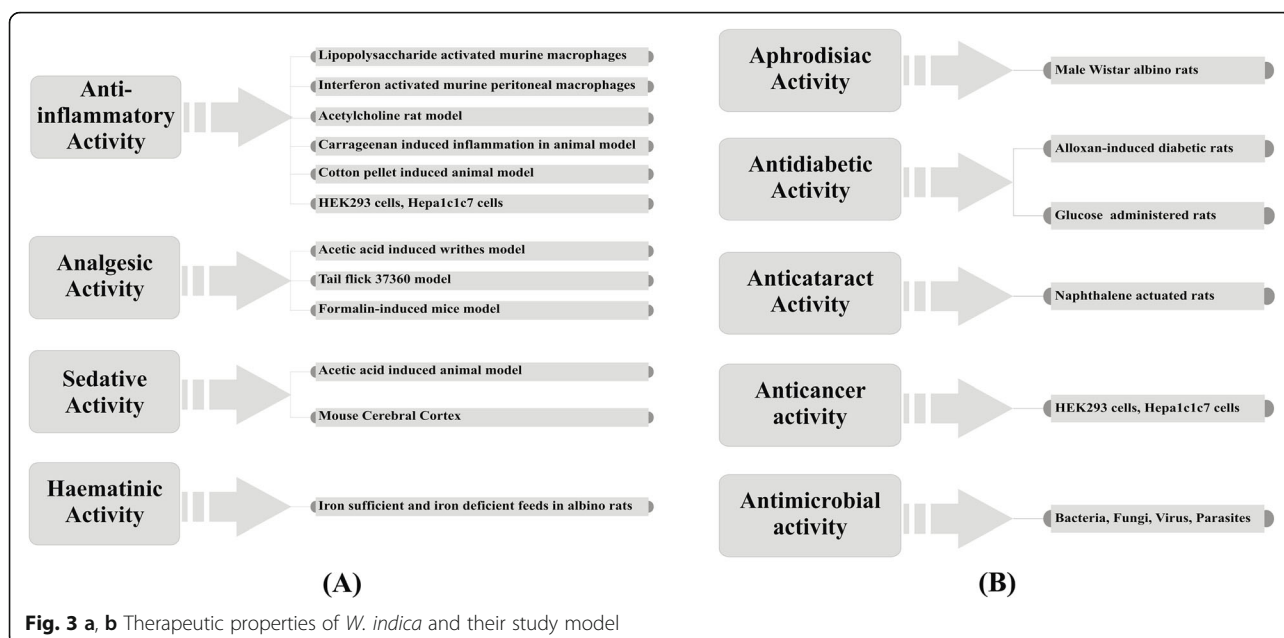 Anti-
inflammatory
Activity
Lipopolysaccharide activated murine macrophages
Interferon activated murine peritoneal macrophages
Acetylcholine rat model
Carrageenan induced inflammation in animal model
Cotton pellet induced animal model
HEK293 cells, Hepa1c1c7 cells
Analgesic
Activity
Acetic acid induced writhes model
Tail flick 37360 model
Formalin-induced mice model
Sedative
Activity
Acetic acid induced animal model
Mouse Cerebral Cortex
Haematinic
Activity
Iron sufficient and iron deficient feeds in albino rats
(A)
Aphrodisiac
Activity
Male Wistar albino rats
Antidiabetic
Activity
Alloxan-induced diabetic rats
Glucose administered rats
Anticataract
Activity
Naphthalene actuated rats
Anticancer
activity
HEK293 cells, Hepa1c1c7 cells
Antimicrobial
activity
Bacteria, Fungi, Virus, Parasites
(B)
Fig. 3 a, b Therapeutic properties of W. indica and their study model